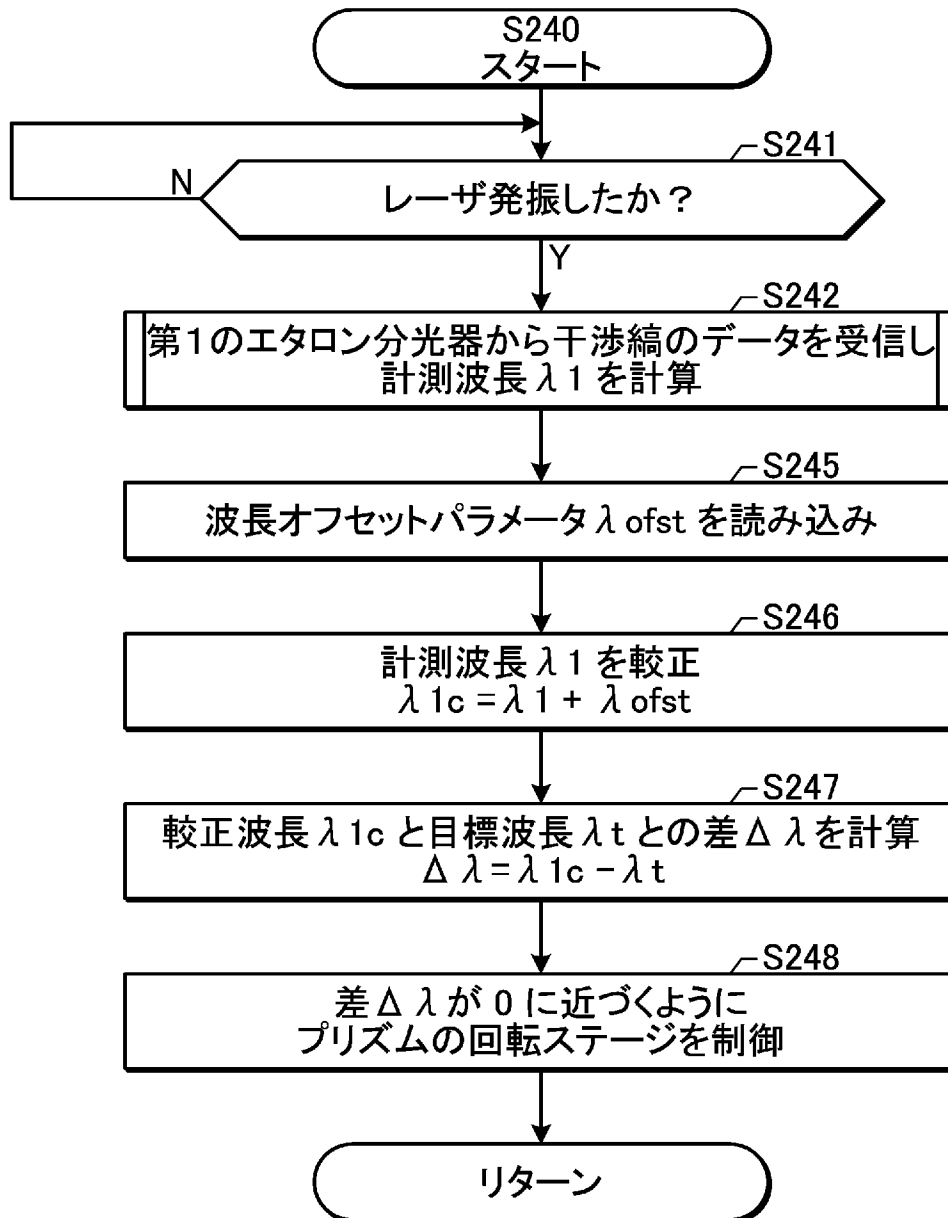 S240
スタート
S241
N
レーザ発振したか？
Y
S242
第1のエタロン分光器から干渉縞のデータを受信し
計測波長λ1を計算
S245
波長オフセットパラメータλofstを読み込み
S246
計測波長λ1を較正
λ1c=λ1+λofst
S247
較正波長λ1cと目標波長λtとの差Δλを計算
Δλ=λ1c-λt
S248
差Δλが0に近づくように
プリズムの回転ステージを制御
リターン